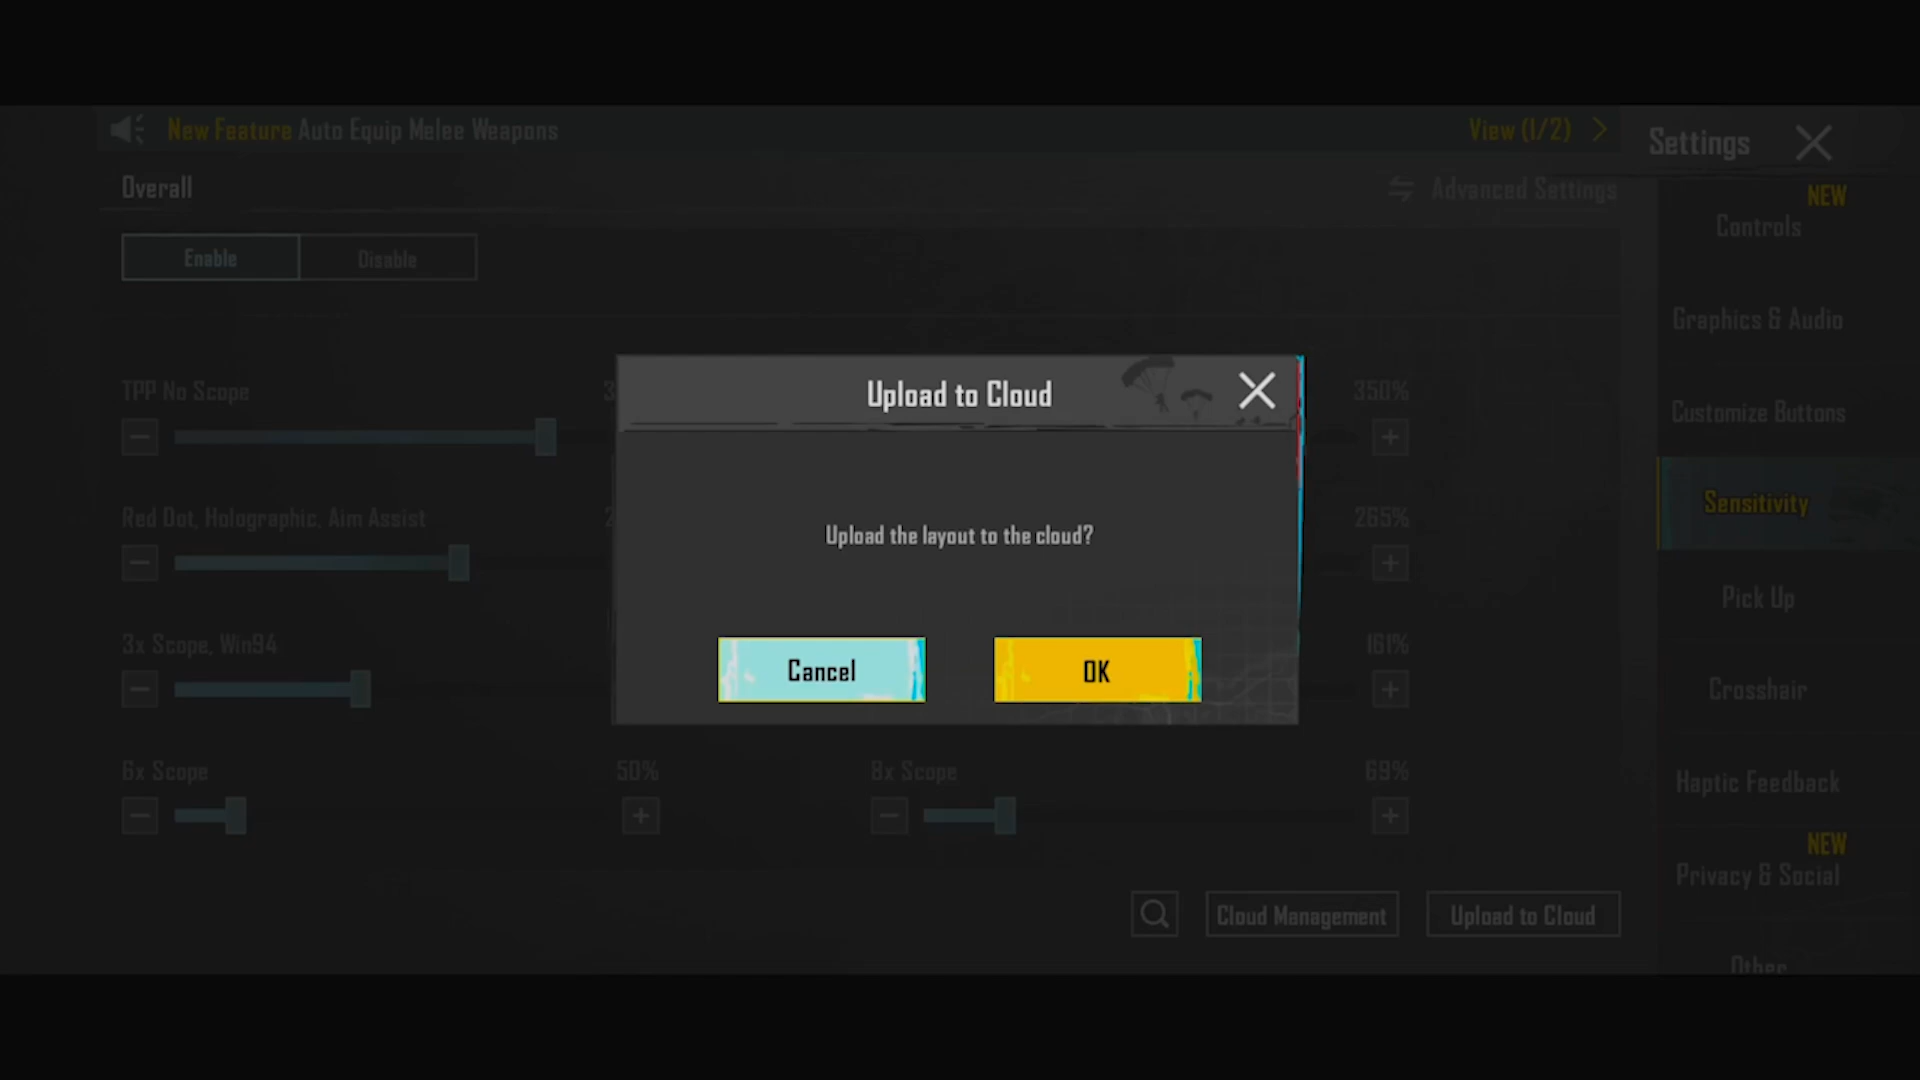 New Feature Auto Equip Melee Weapons
View (1/2)
Settings
Overall
Advanced Settings
NEW
Controls
Enable
Disable
Graphics & Audio
TPP No Scope
350%
Upload to Cloud
Customize Buttons
Red Dot, Holographic, Aim Assist
265%
Sensitivity
Upload the layout to the cloud?
Pick Up
3x Scope, Win94
161%
Cancel
OK
Crosshair
6x Scope
50%
8x Scope
69%
Haptic Feedback
NEW
Privacy & Social
Cloud Management
Upload to Cloud
Other